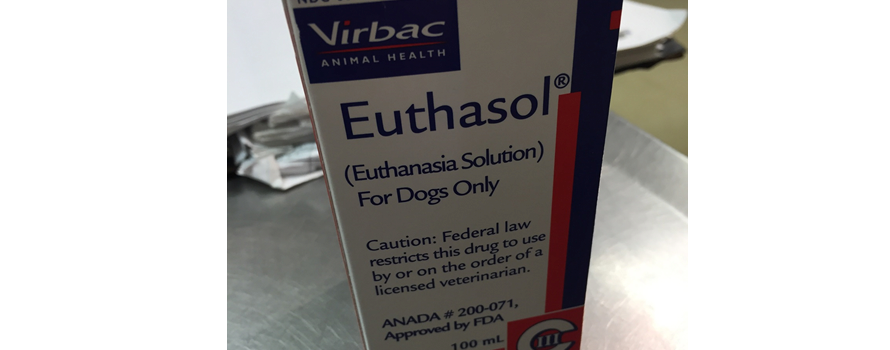 Virbac
ANIMAL HEALTH
Euthasol®
(Euthanasia Solution)
For Dogs Only
Caution: Federal law
restricts this drug to use
by or on the order of a
licensed veterinarian.
ANADA # 200-071,
Approved by FDA
100 mL
C III